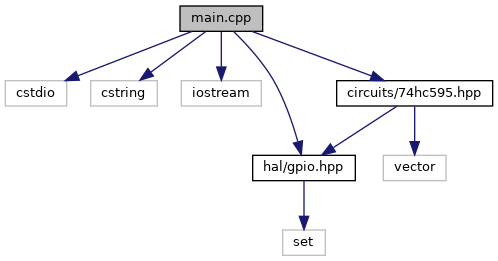 main.cpp
cstdio
cstring
iostream
circuits/74hc595.hpp
hal/gpio.hpp
vector
set